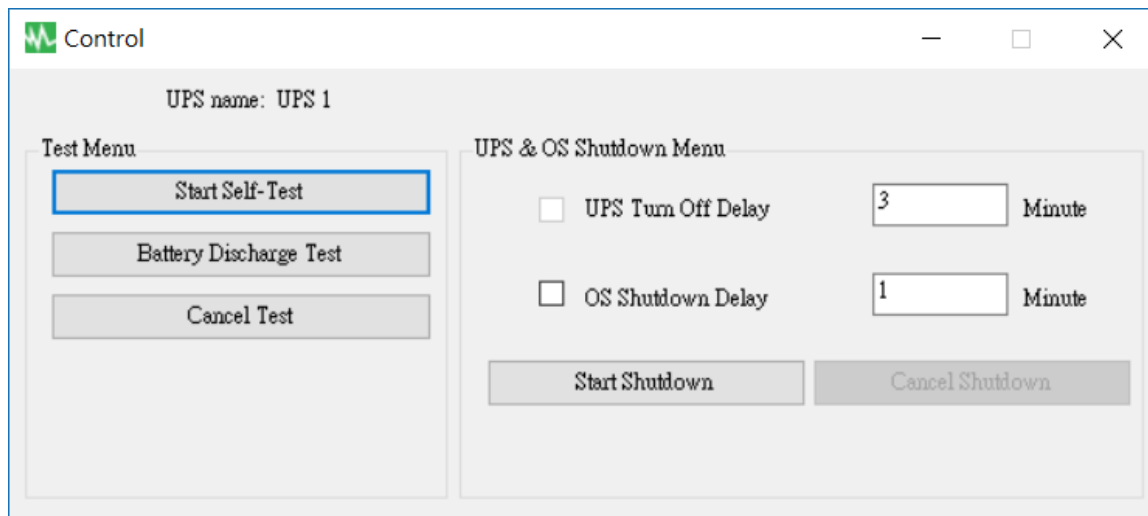 Control
UPS name: UPS 1
Test Menu
Start Self-Test
Battery Discharge Test
Cancel Test
UPS & OS Shutdown Menu
UPS Turn Off Delay 3 Minute
OS Shutdown Delay 1 Minute
Start Shutdown Cancel Shutdown